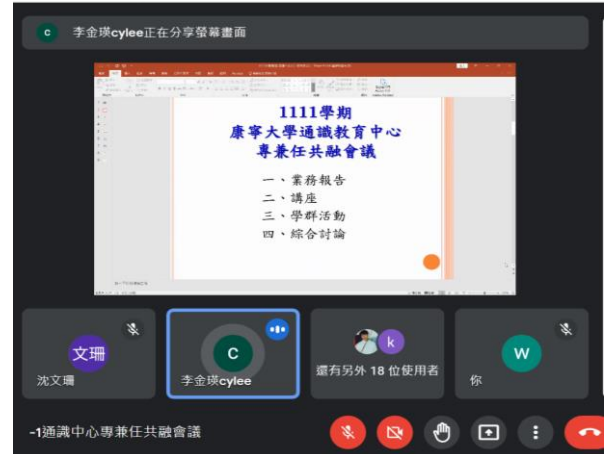 C 李金瑛cylee正在分享螢幕畫面
1111學期
康寧大學通識教育中心
專兼任共融會議
一、業務報告
二、講座
三、學群活動
四、綜合討論
文珊
沈文珊
C
李金瑛cylee
k
還有另外 18 位使用者
W
你
-1通識中心專兼任共融會議